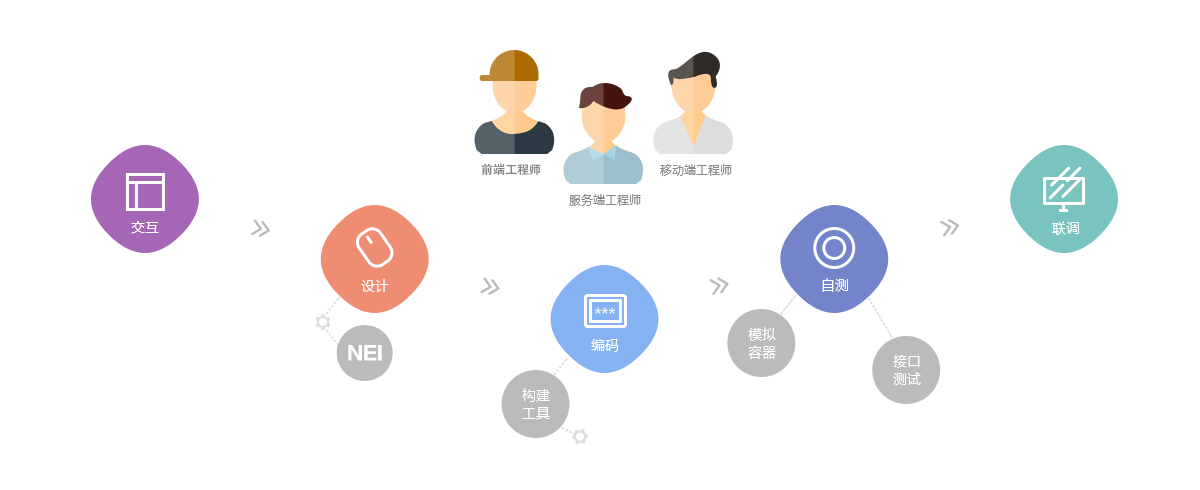 前端工程师
服务端工程师
移动端工程师
交互
设计
NEI
***
编码
构建
工具
自测
模拟
容器
接口
测试
联调